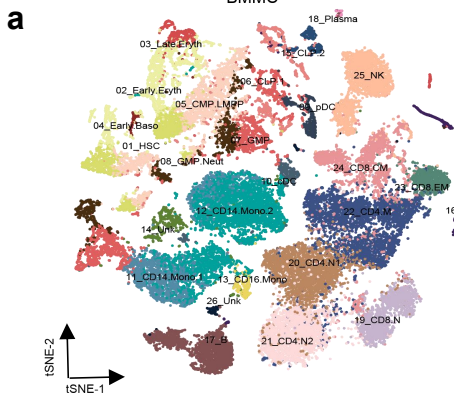 BMMC
a
18_Plasma
03_Late.Eryth
15_CLP.2
25_NK
06_CLP.1
02_Early.Eryth
05_CMP.LMPP
09_pDC
04_Early.Baso
07_GMP
01_HSC
08_GMP.Neut
24_CD8.CM
10_cDC
23_CD8.EM
12_CD14.Mono.2
22_CD4.M
16
14_Unk
20_CD4.N1
11_CD14.Mono.1
13_CD16.Mono
26_Unk
19_CD8.N
17_B
21_CD4.N2
tSNE-2
tSNE-1